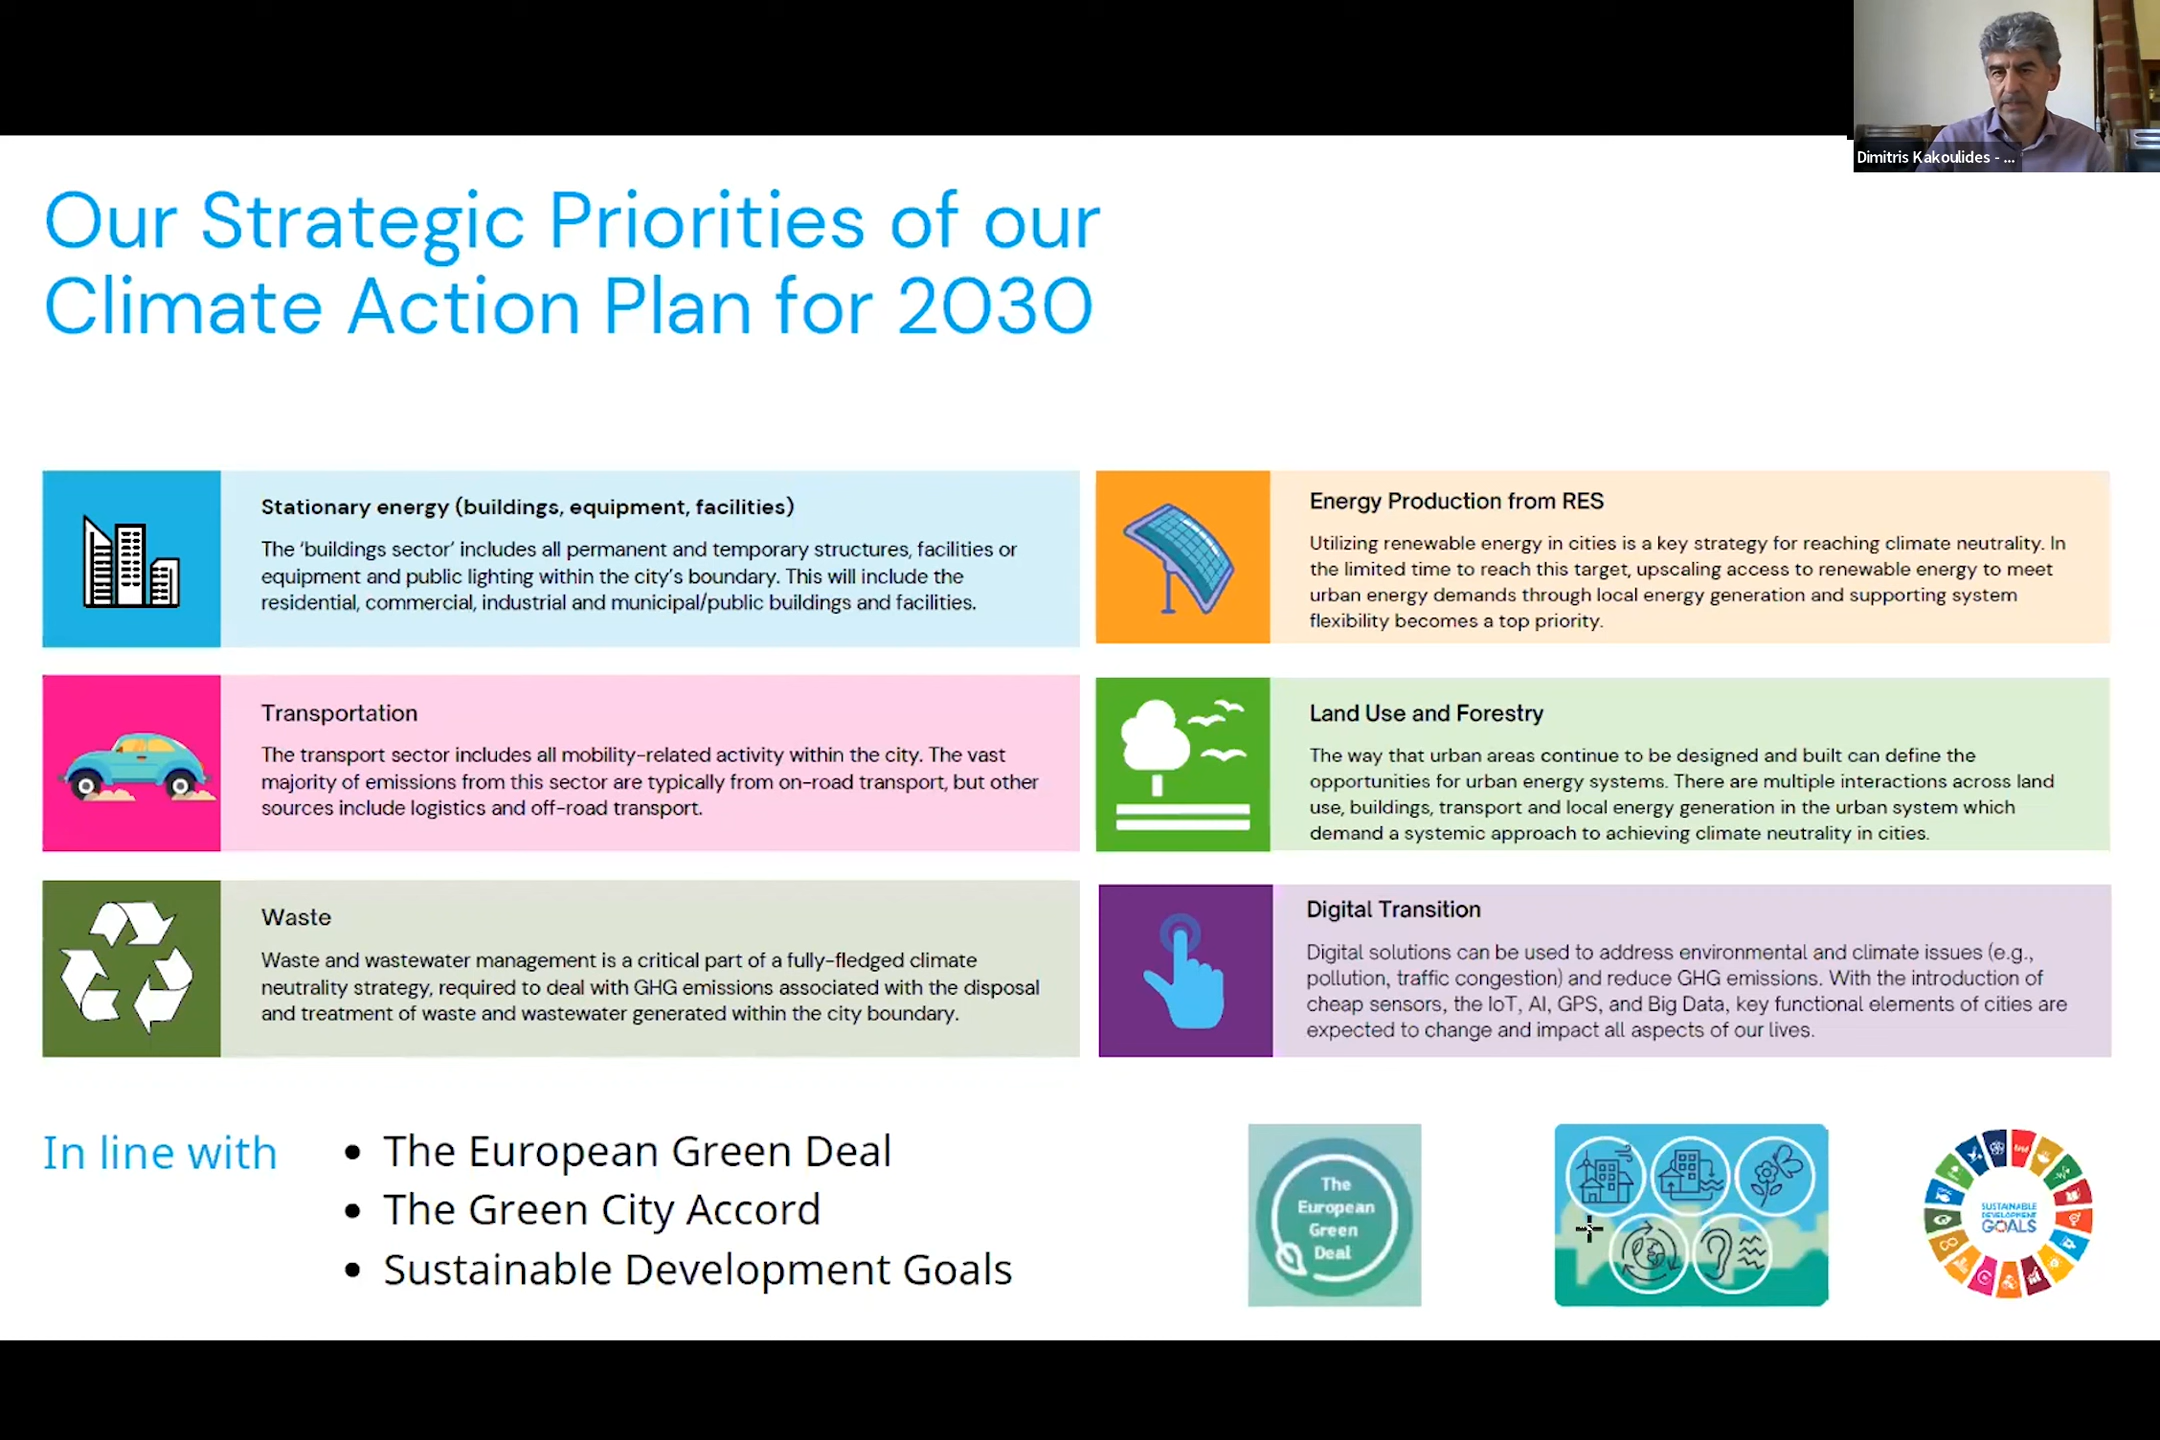 Dimitris Kakoulides - ...
Our Strategic Priorities of our
Climate Action Plan for 2030
Stationary energy (buildings, equipment, facilities)
The ‘buildings sector’ includes all permanent and temporary structures, facilities or
equipment and public lighting within the city’s boundary. This will include the
residential, commercial, industrial and municipal/public buildings and facilities.
Energy Production from RES
Utilizing renewable energy in cities is a key strategy for reaching climate neutrality. In
the limited time to reach this target, upscaling access to renewable energy to meet
urban energy demands through local energy generation and supporting system
flexibility becomes a top priority.
Transportation
The transport sector includes all mobility-related activity within the city. The vast
majority of emissions from this sector are typically from on-road transport, but other
sources include logistics and off-road transport.
Land Use and Forestry
The way that urban areas continue to be designed and built can define the
opportunities for urban energy systems. There are multiple interactions across land
use, buildings, transport and local energy generation in the urban system which
demand a systemic approach to achieving climate neutrality in cities.
Waste
Waste and wastewater management is a critical part of a fully-fledged climate
neutrality strategy, required to deal with GHG emissions associated with the disposal
and treatment of waste and wastewater generated within the city boundary.
Digital Transition
Digital solutions can be used to address environmental and climate issues (e.g.,
pollution, traffic congestion) and reduce GHG emissions. With the introduction of
cheap sensors, the IoT, AI, GPS, and Big Data, key functional elements of cities are
expected to change and impact all aspects of our lives.
In line with
• The European Green Deal
• The Green City Accord
• Sustainable Development Goals
The
European
Green
Deal
SUSTAINABLE
DEVELOPMENT
GOALS